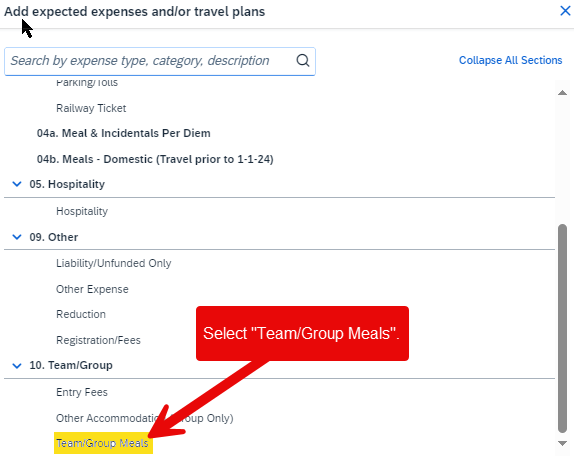 Add expected expenses and/or travel plans
Search by expense type, category, description
Collapse All Sections
Parking/Tolls
Railway Ticket
04a. Meal & Incidentals Per Diem
04b. Meals - Domestic (Travel prior to 1-1-24)
05. Hospitality
Hospitality
09. Other
Liability/Unfunded Only
Other Expense
Reduction
Registration/Fees
Select "Team/Group Meals".
10. Team/Group
Entry Fees
Other Accommodatio roup Only)
Team/Group Meals